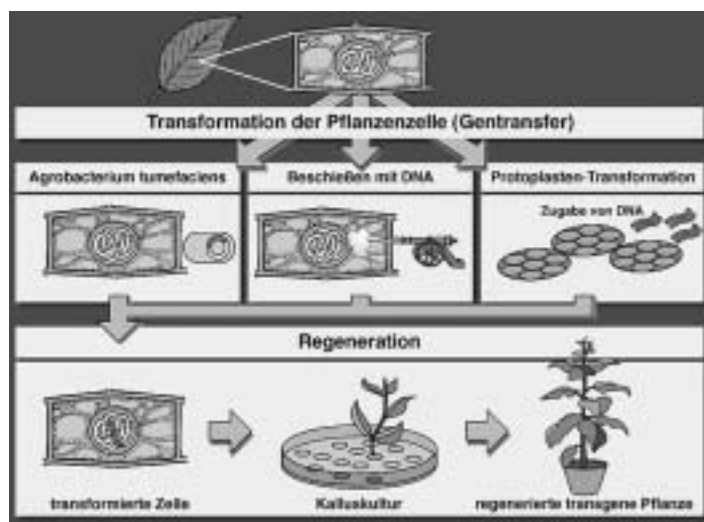 Transformation der Pflanzenzelle (Gentransfer)
Agrobacterium tumefaciens
Beschießen mit DNA
Protoplasten-Transformation
Zugabe von DNA
Regeneration
transformierte Zelle
Kalluskultur
regenerierte transgene Pflanze